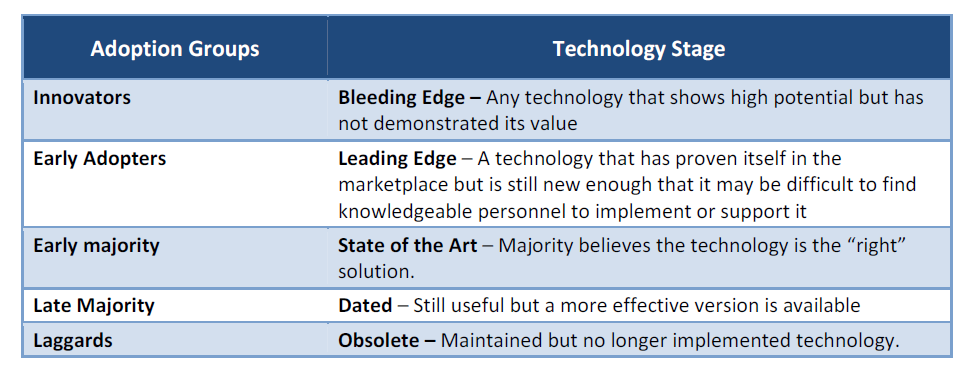 Adoption Groups Technology Stage
Innovators Bleeding Edge – Any technology that shows high potential but has
not demonstrated its value
Early Adopters Leading Edge – A technology that has proven itself in the
marketplace but is still new enough that it may be difficult to find
knowledgeable personnel to implement or support it
Early majority State of the Art – Majority believes the technology is the “right”
solution.
Late Majority Dated – Still useful but a more effective version is available
Laggards Obsolete – Maintained but no longer implemented technology.